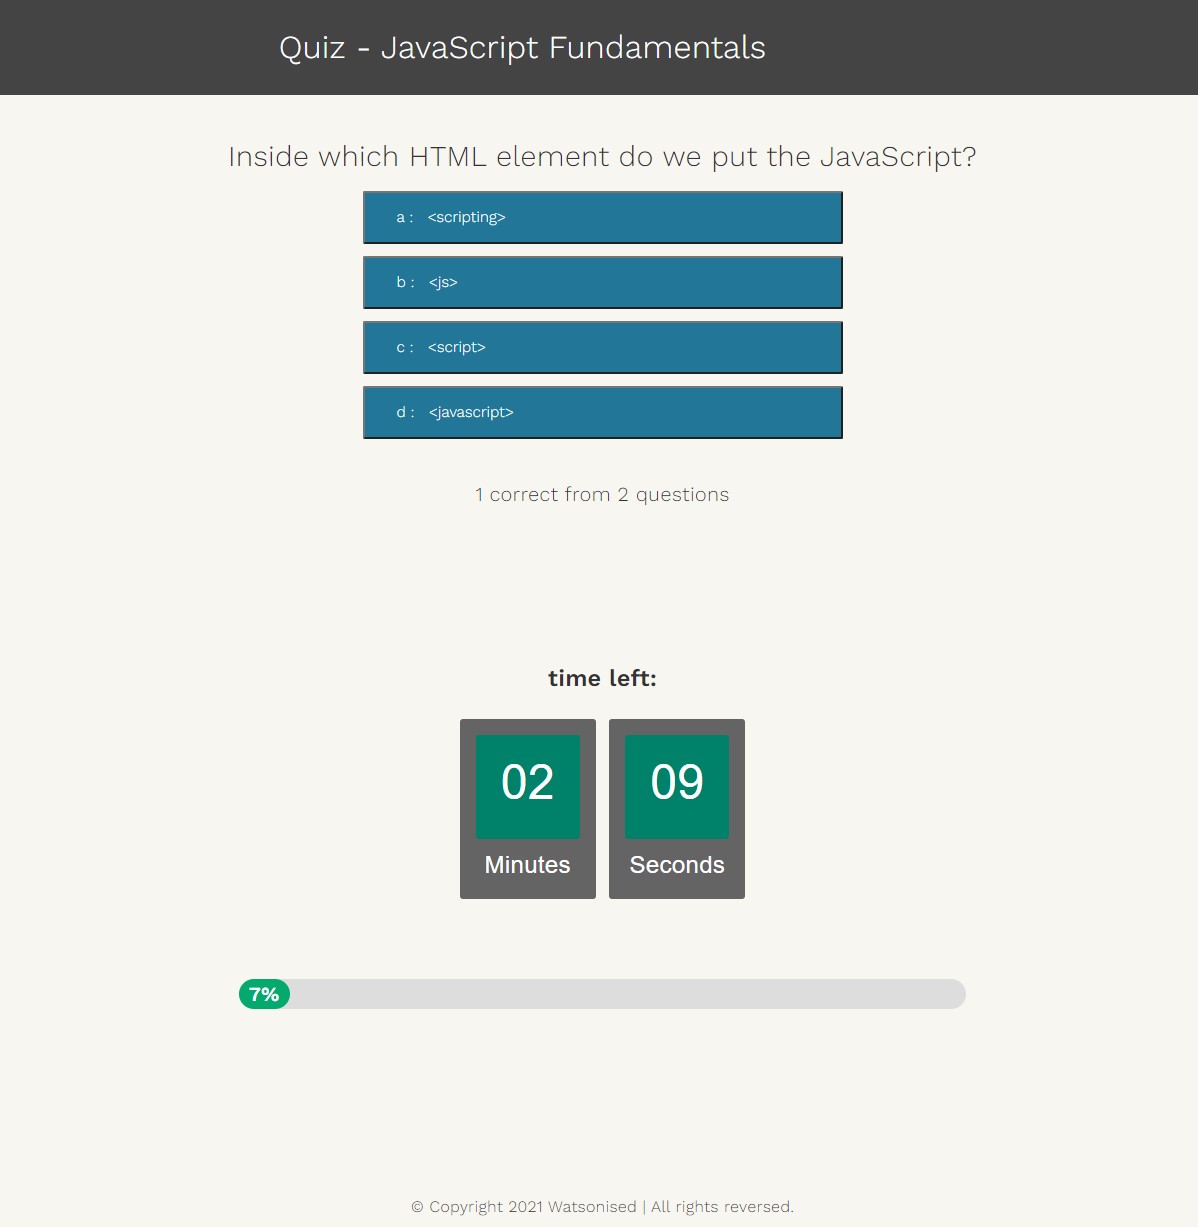 Quiz - JavaScript Fundamentals
Inside which HTML element do we put the JavaScript?
a : <scripting>
b : <js>
c : <script>
d : <javascript>
1 correct from 2 questions
time left:
02 09
Minutes Seconds
7%
© Copyright 2021 Watsonised | All rights reversed.